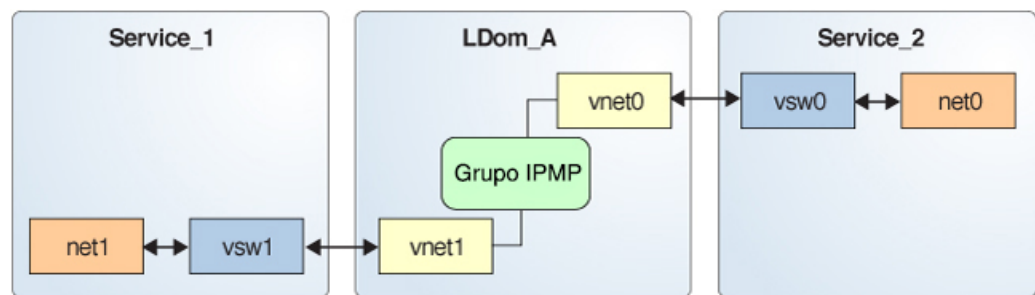 Service_1 LDom_A Service_2
vnet0 vsw0 net0
Grupo IPMP
net1 vsw1 vnet1